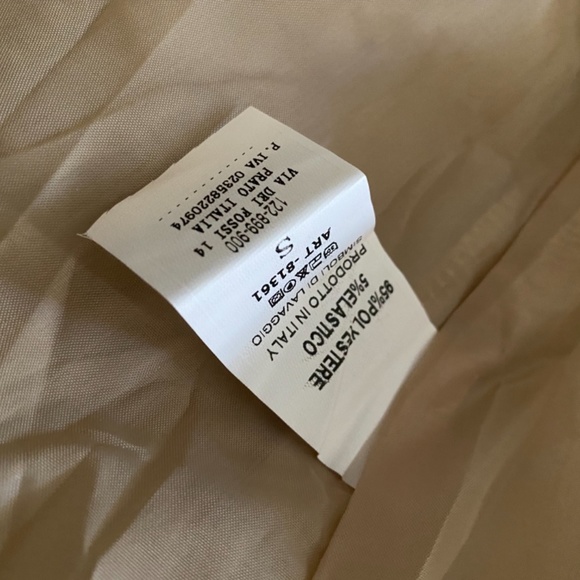 95%POLYESTERE
5%ELASTICO
PRODOTTO IN ITALY
SIMBOLI DI LAVAGGIO
ART-B1361
S
122-899-900
VIA DEI FOSSI 14
PRATO ITALIA
P.IVA 02358220974